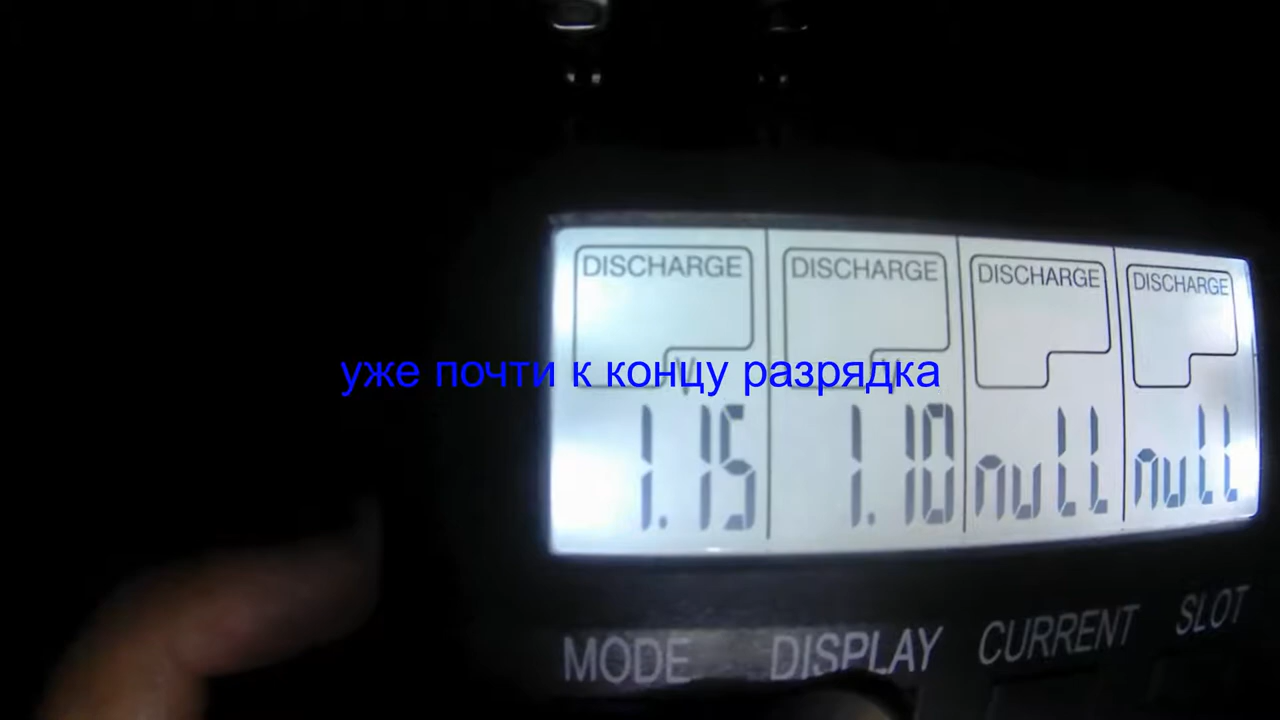 DISCHARGE DISCHARGE DISCHARGE DISCHARGE
V V
уже почти к концу разрядка
1.15 1.10 null null
MODE DISPLAY CURRENT SLOT